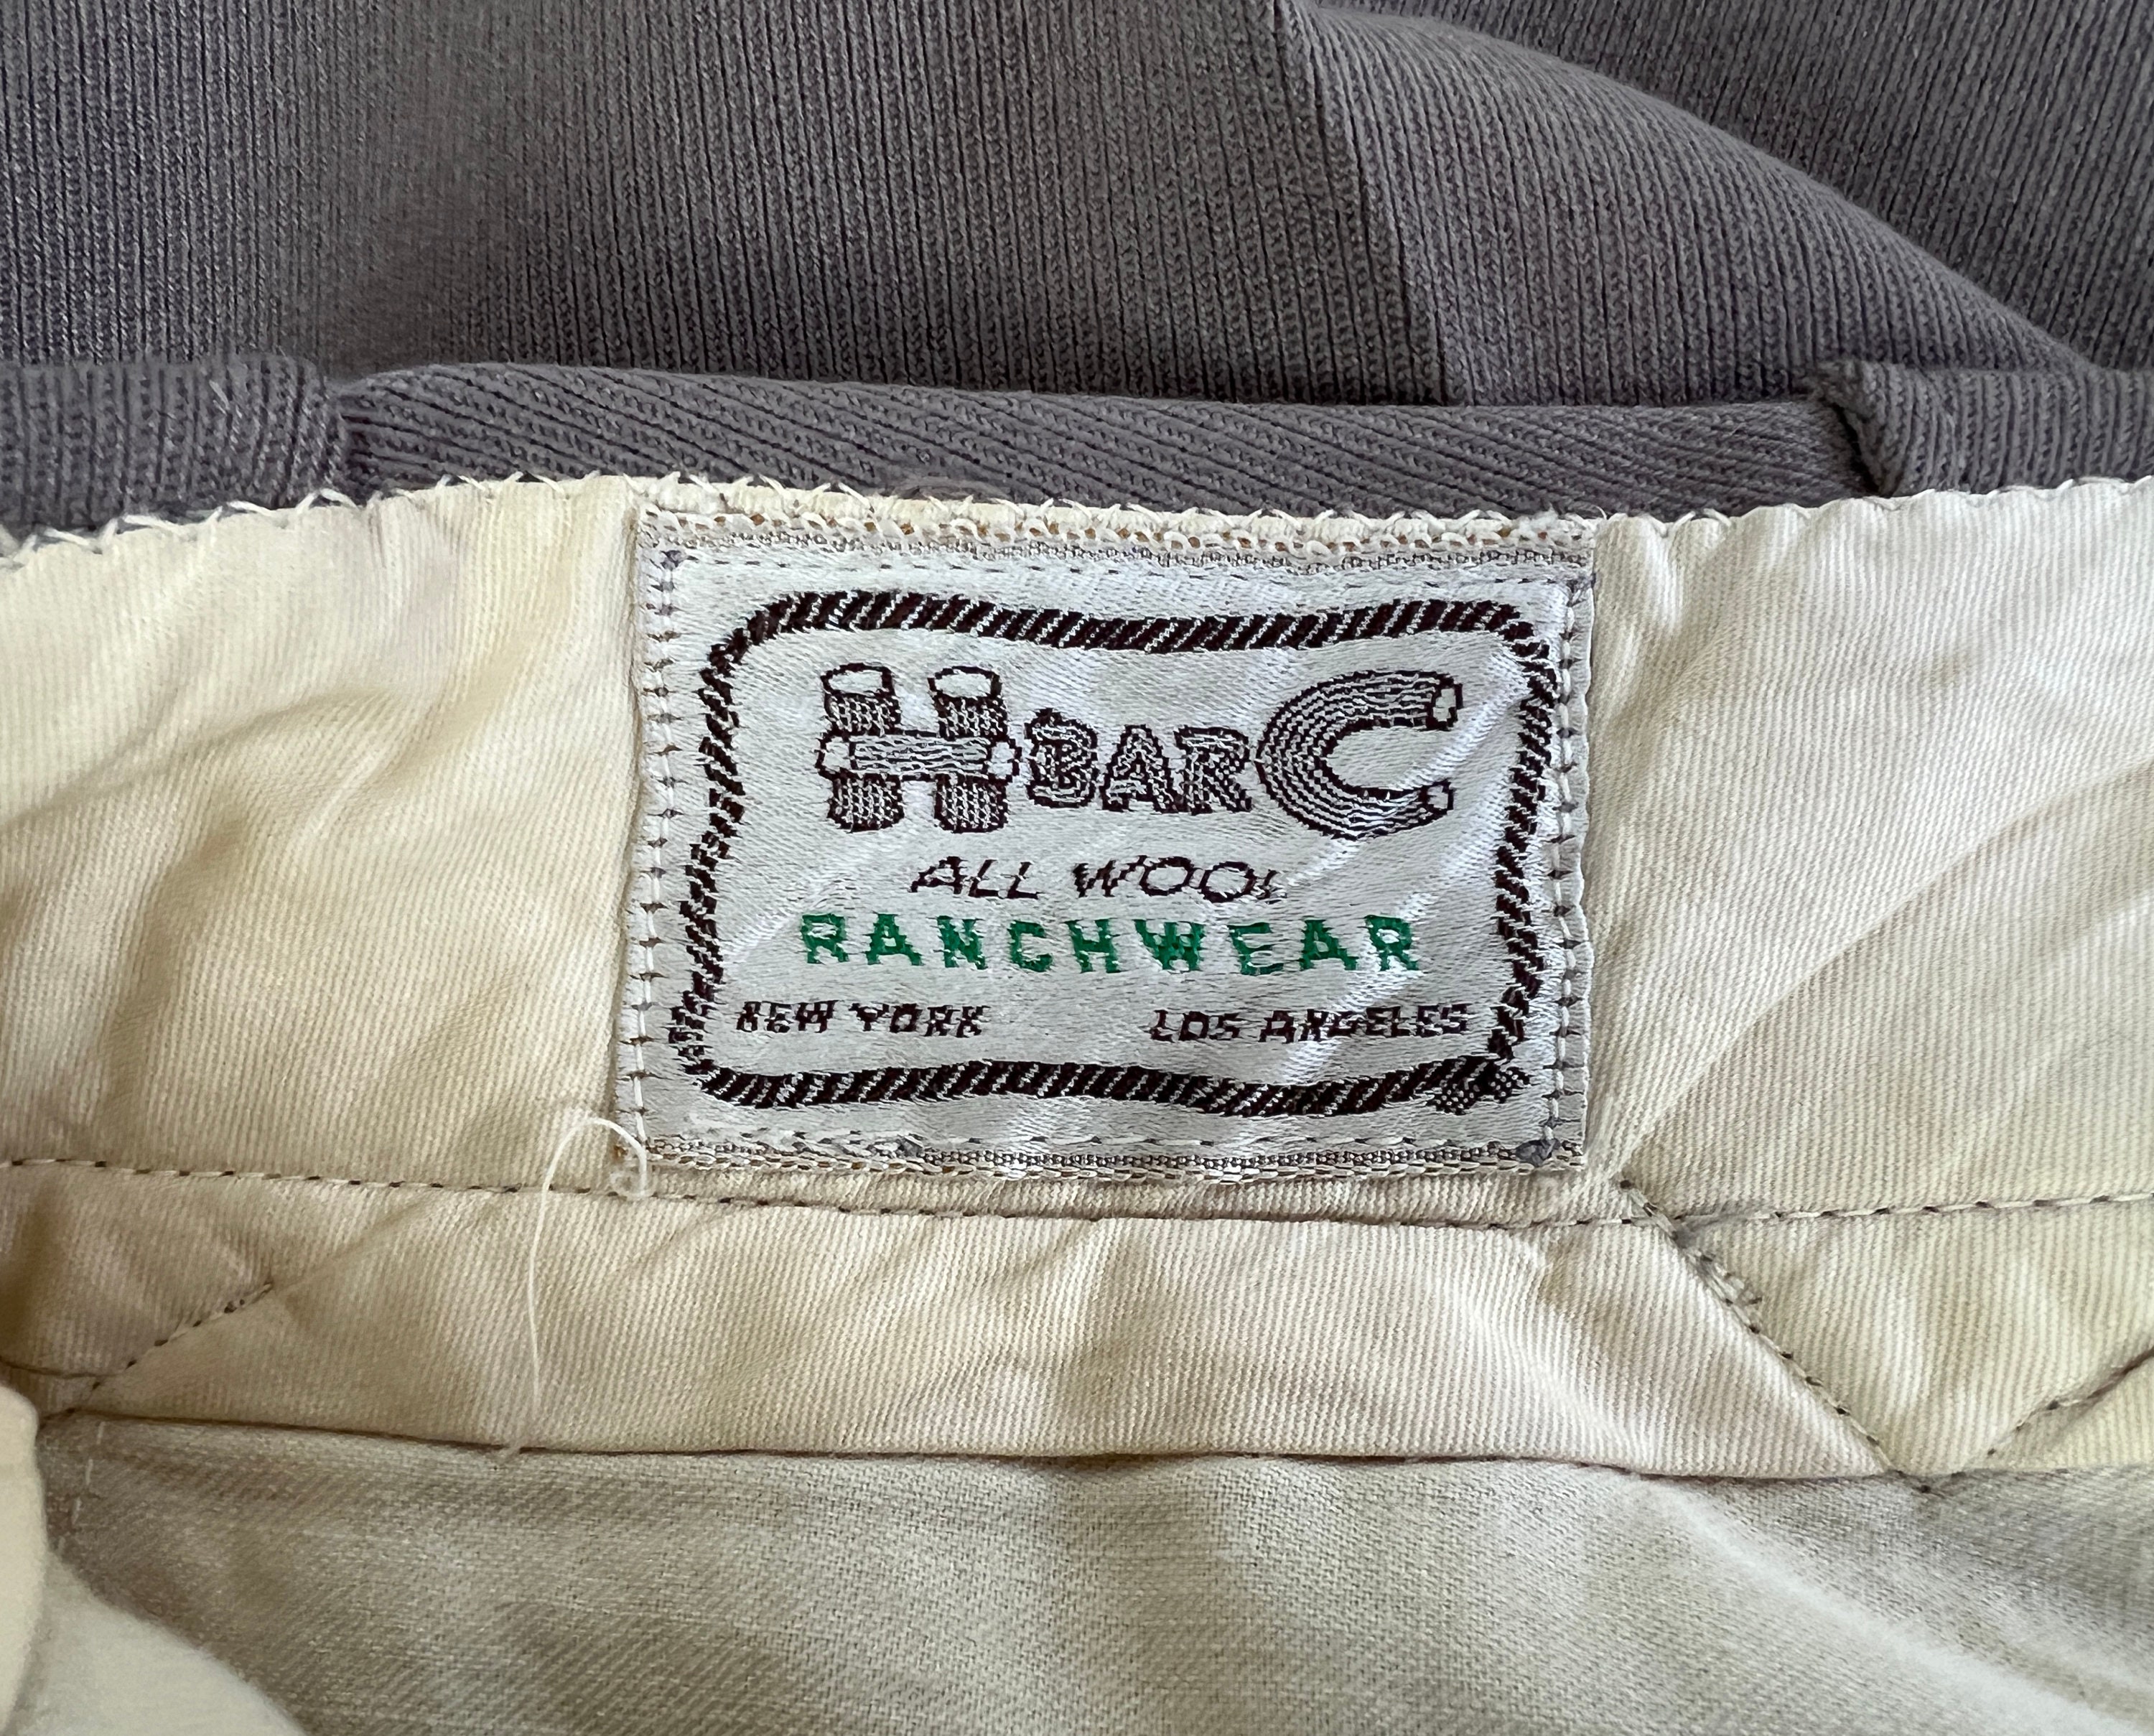 H BAR C
ALL WOOL
RANCHWEAR
NEW YORK LOS ANGELES